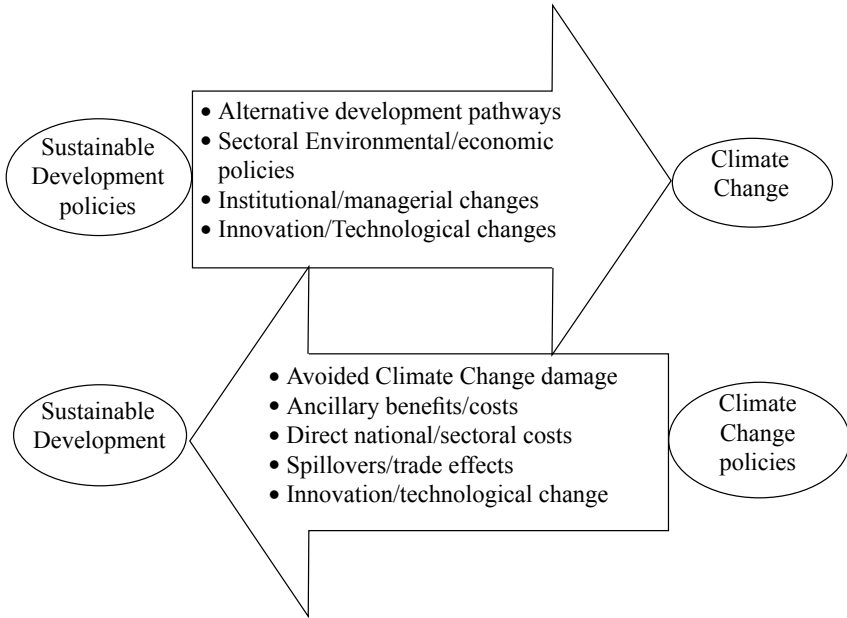 Sustainable
Development
policies
• Alternative development pathways
• Sectoral Environmental/economic
policies
• Institutional/managerial changes
• Innovation/Technological changes
Climate
Change
Sustainable
Development
• Avoided Climate Change damage
• Ancillary benefits/costs
• Direct national/sectoral costs
• Spillovers/trade effects
• Innovation/technological change
Climate
Change
policies